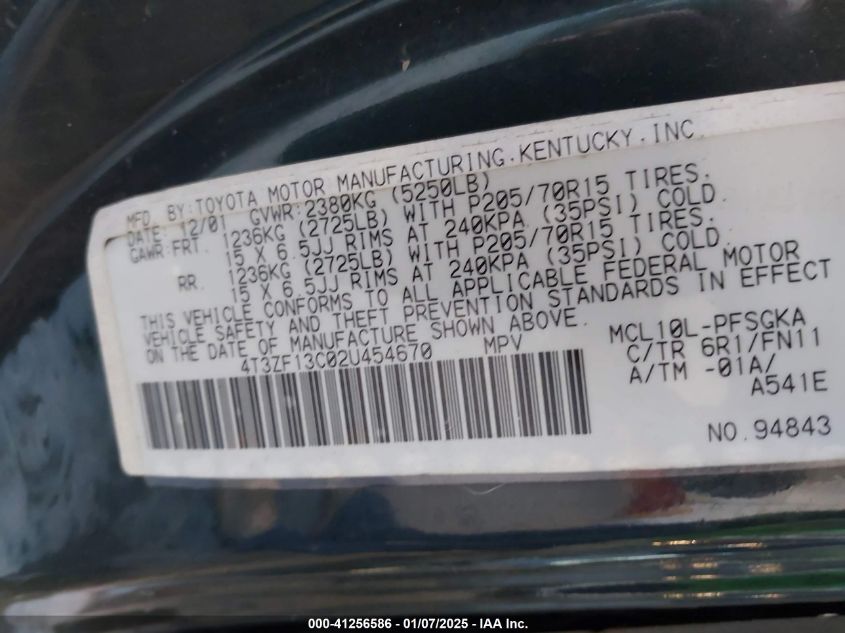 MFD. BY: TOYOTA MOTOR MANUFACTURING. KENTUCKY. INC.
DATE: 12/01 GVWR: 2380KG (5250LB)
GAWR: FRT. 1236KG (2725LB) WITH P205/70R15 TIRES.
15 X 6.5JJ RIMS AT 240KPA (35PSI) COLD.
RR. 1236KG (2725LB) WITH P205/70R15 TIRES.
15 X 6.5JJ RIMS AT 240KPA (35PSI) COLD.
THIS VEHICLE CONFORMS TO ALL APPLICABLE FEDERAL MOTOR
VEHICLE SAFETY AND THEFT PREVENTION STANDARDS IN EFFECT
ON THE DATE OF MANUFACTURE SHOWN ABOVE.
4T3ZF13C02U454670 MPV
MCL10L-PFSGKA
C/TR 6R1/FN11
A/TM -01A/
A541E
NO. 94843
000-41256586 - 01/07/2025 - IAA Inc.